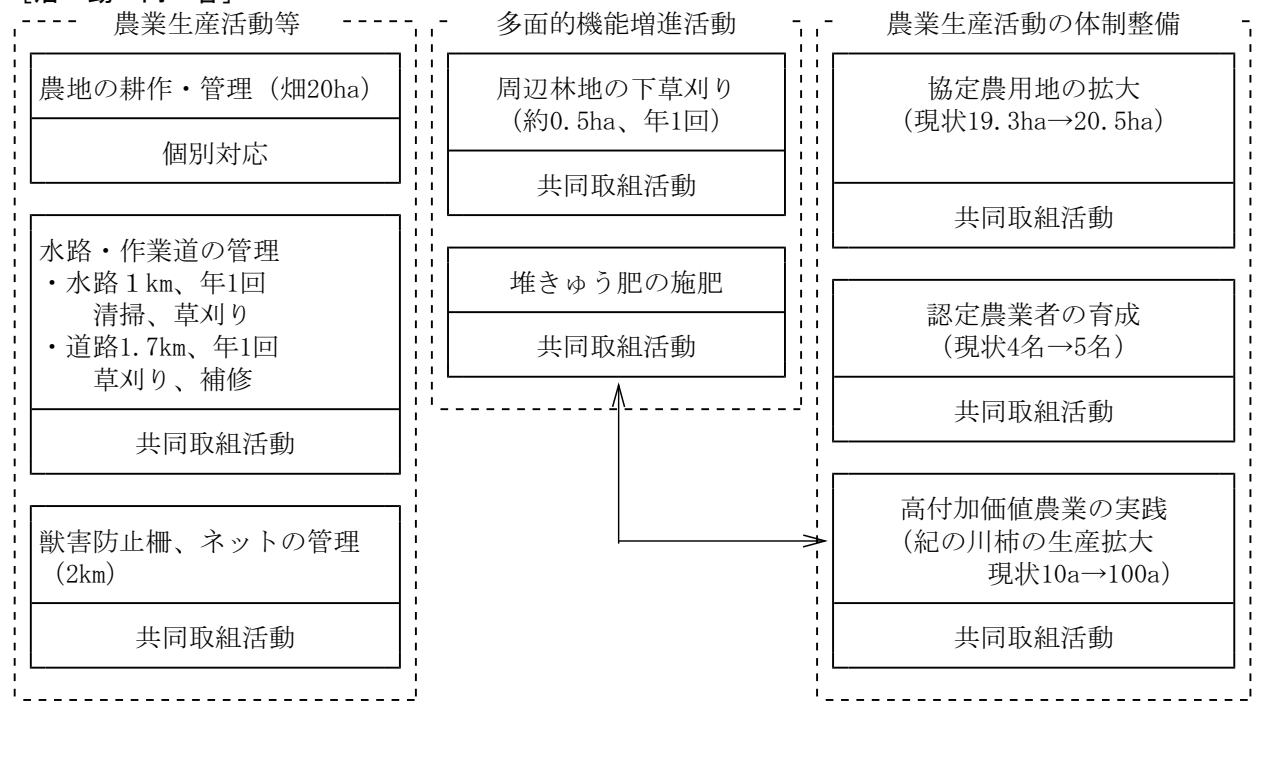 [活 動 内 容]
農業生産活動等
農地の耕作・管理（畑20ha）
個別対応
水路・作業道の管理
・水路１km、年1回
清掃、草刈り
・道路1.7km、年1回
草刈り、補修
共同取組活動
獣害防止柵、ネットの管理
（2km）
共同取組活動
多面的機能増進活動
周辺林地の下草刈り
（約0.5ha、年1回）
共同取組活動
堆きゅう肥の施肥
共同取組活動
農業生産活動の体制整備
協定農用地の拡大
（現状19.3ha→20.5ha）
共同取組活動
認定農業者の育成
（現状4名→5名）
共同取組活動
高付加価値農業の実践
（紀の川柿の生産拡大
現状10a→100a）
共同取組活動